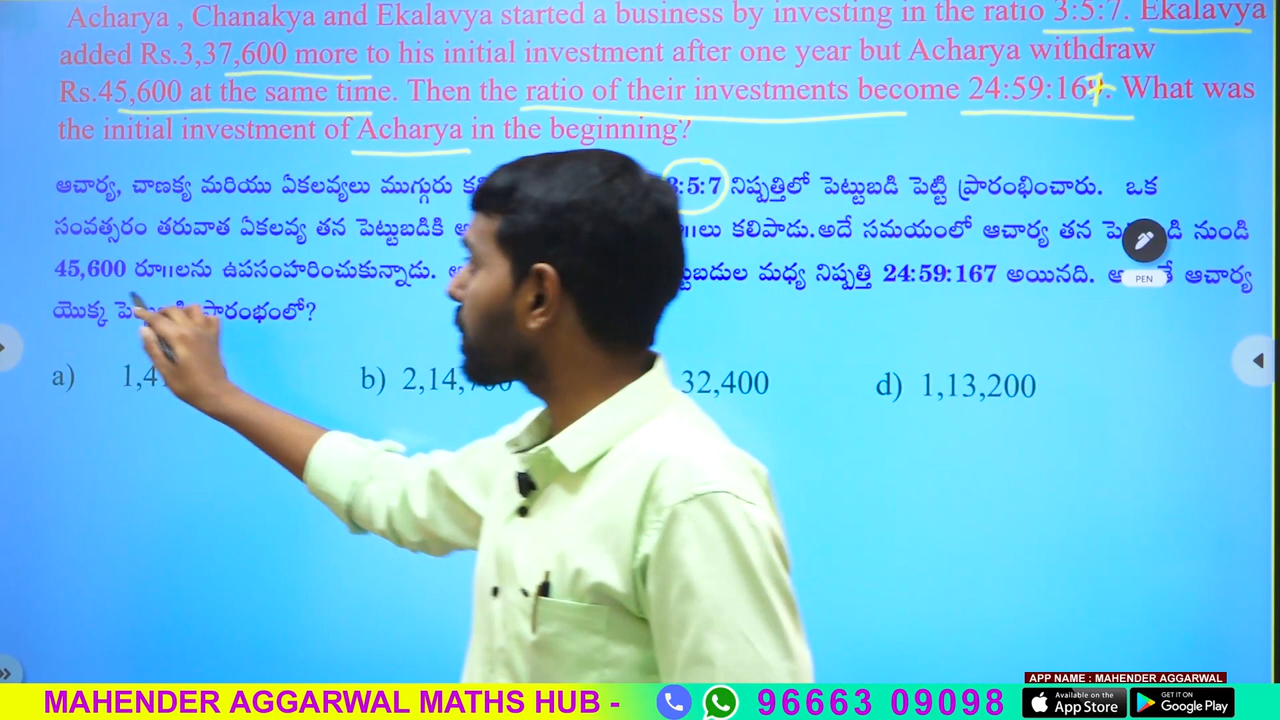 Acharya , Chanakya and Ekalavya started a business by investing in the ratio 3:5:7. Ekalavya
added Rs.3,37,600 more to his initial investment after one year but Acharya withdraw
Rs.45,600 at the same time. Then the ratio of their investments become 24:59:167. What was
the initial investment of Acharya in the beginning?
ఆచార్య, చాణక్య మరియు ఏకలవ్యలు ముగ్గురు 3:5:7 నిష్పత్తిలో పెట్టుబడి పెట్టి ప్రారంభించారు. ఒక
సంవత్సరం తరువాత ఏకలవ్య తన పెట్టుబడికి లు కలిపాడు.అదే సమయంలో ఆచార్య తన నుండి
45,600 రూ॥లను ఉపసంహరించుకున్నాడు. మధ్య నిష్పత్తి 24:59:167 అయినది. ఆచార్య
యొక్క
PEN
a) b) 2,14, 32,400 d) 1,13,200
APP NAME : MAHENDER AGGARWAL
MAHENDER AGGARWAL MATHS HUB - 96663 09098
Available on the App Store
GET IT ON Google Play